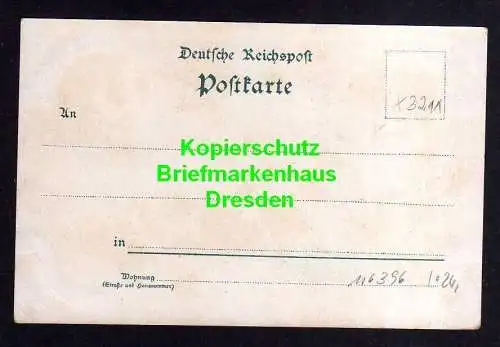 Deutsche Reichspost
Postkarte
x3211
An
Kopierschutz
Briefmarkenhaus
Dresden
in
Wohnung
(Straße und Hausnummer)
116396